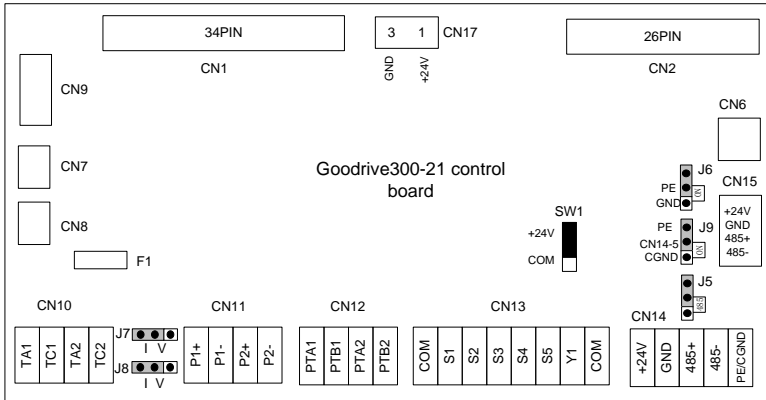 34PIN
CN1
3 1
GND
+24V
CN17
26PIN
CN2
CN9
CN7
CN8
F1
Goodrive300-21 control
board
CN6
SW1
+24V
COM
J6
PE
GND
NO
J9
PE
CN14-5
CGND
NO
J5
485
CN15
+24V
GND
485+
485-
CN10
TA1
TC1
TA2
TC2
J7
I V
J8
I V
CN11
P1+
P1-
P2+
P2-
CN12
PTA1
PTB1
PTA2
PTB2
CN13
COM
S1
S2
S3
S4
S5
Y1
COM
CN14
+24V
GND
485+
485-
PE/CGND